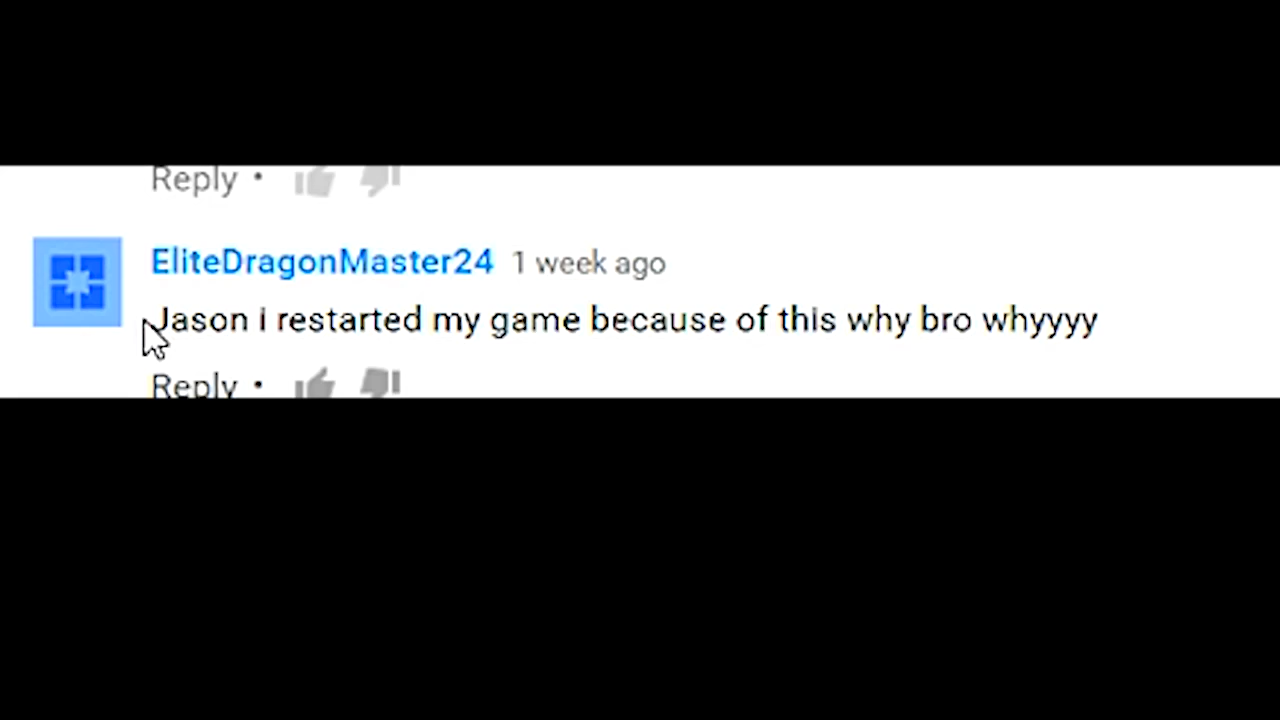 Reply •
EliteDragonMaster24 1 week ago
Jason i restarted my game because of this why bro whyyyy
Reply •